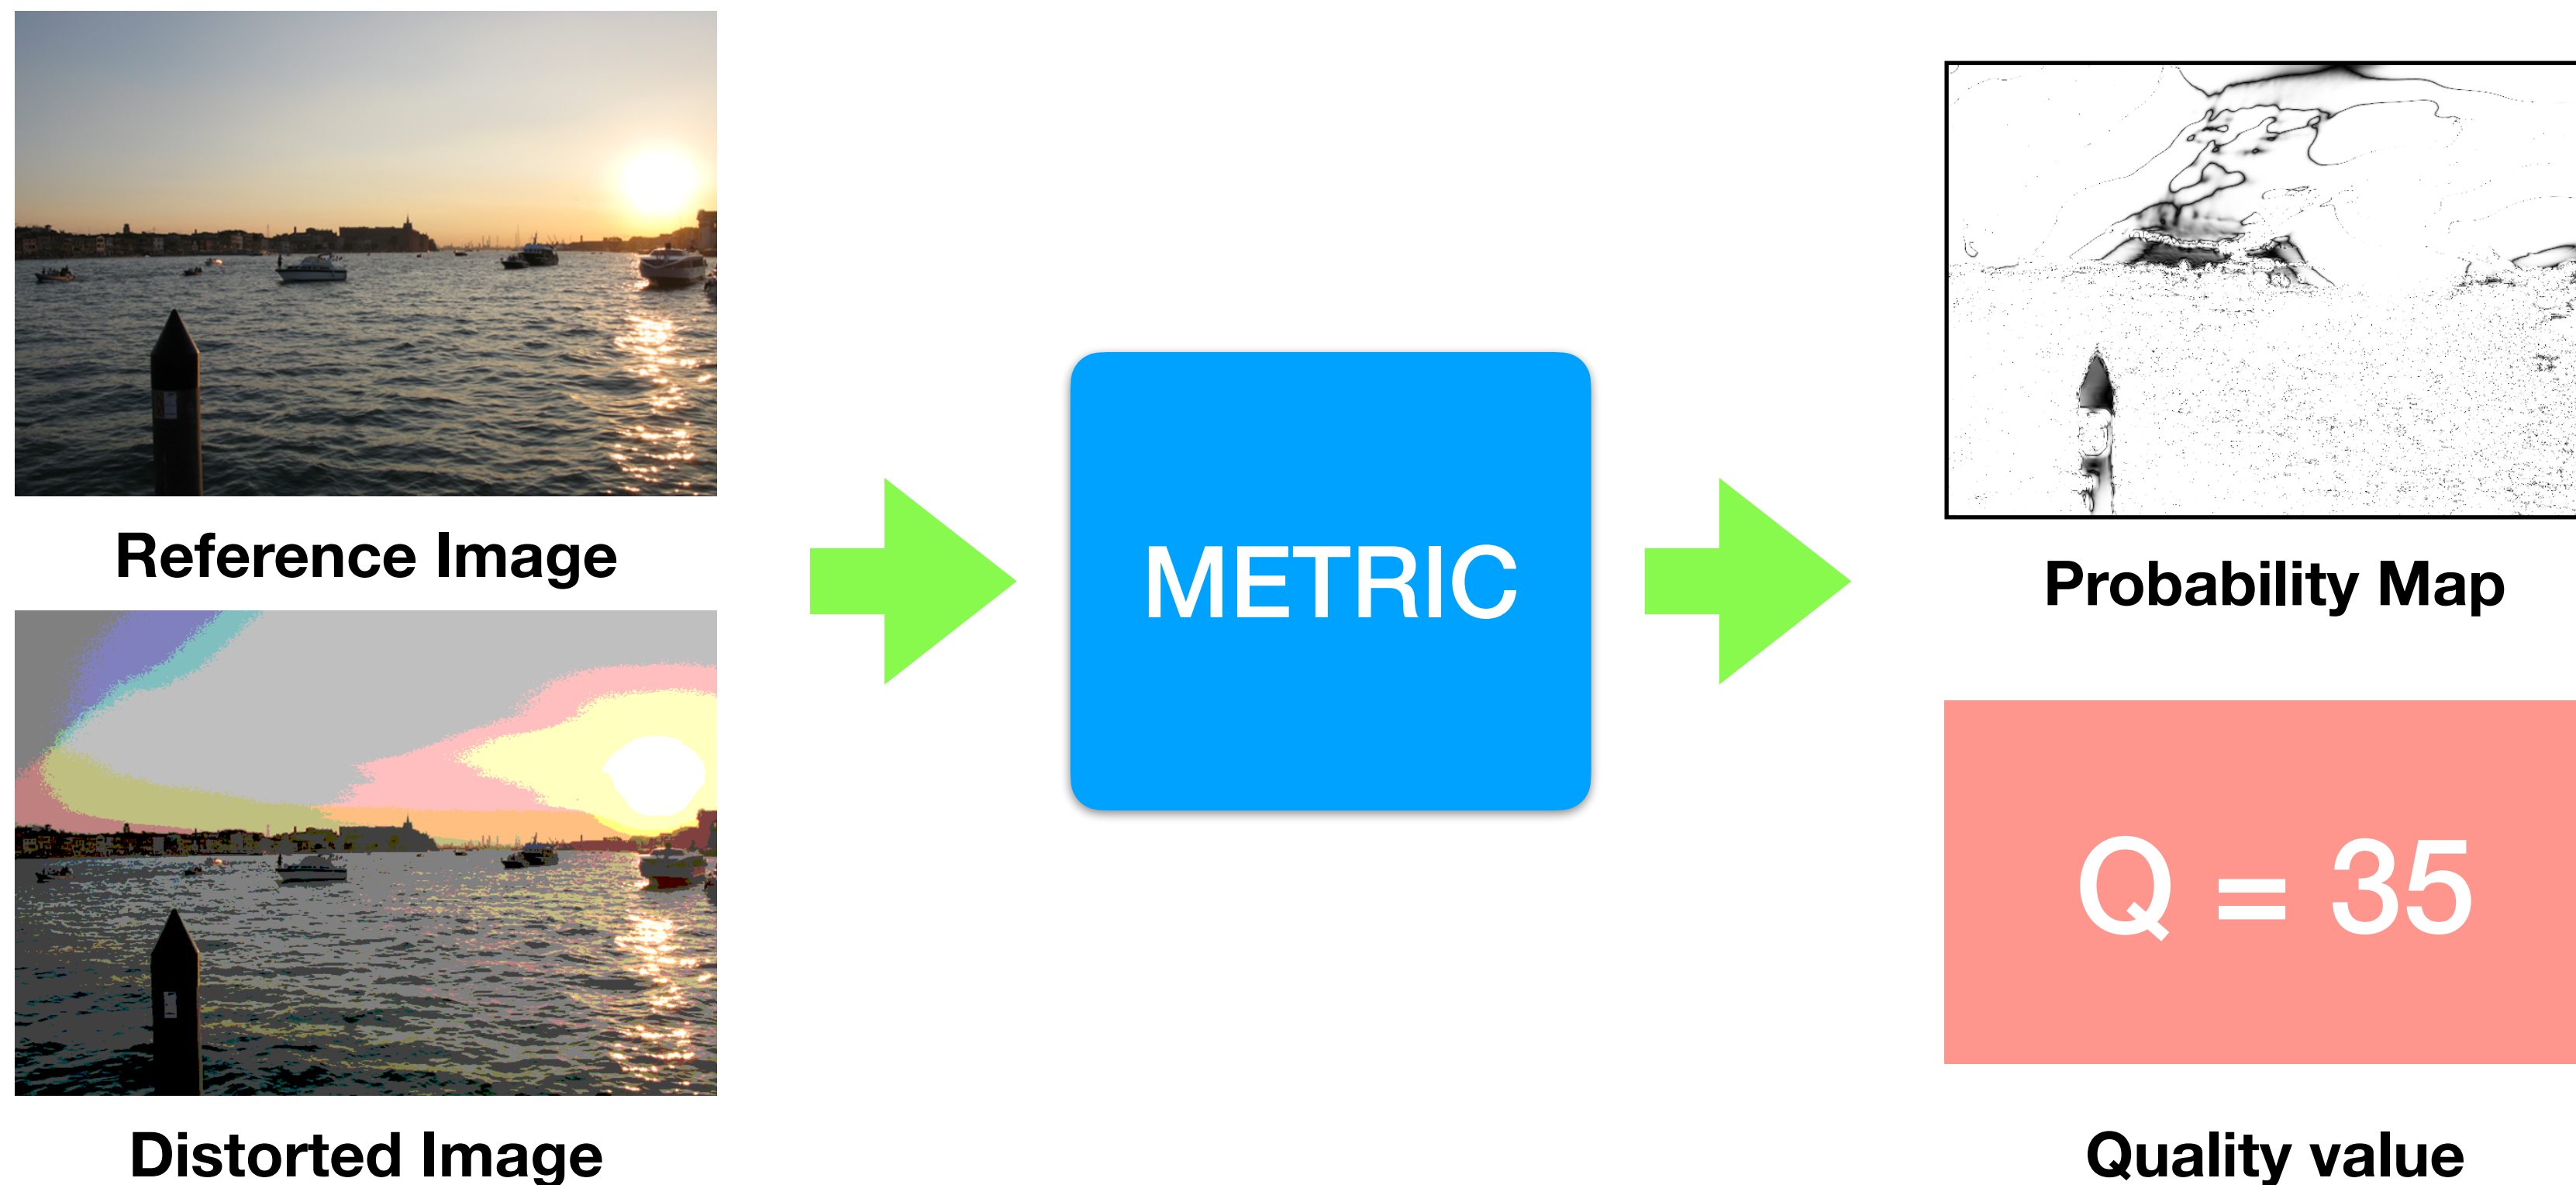 Reference Image
Distorted Image
METRIC
Probability Map
Q = 35
Quality value